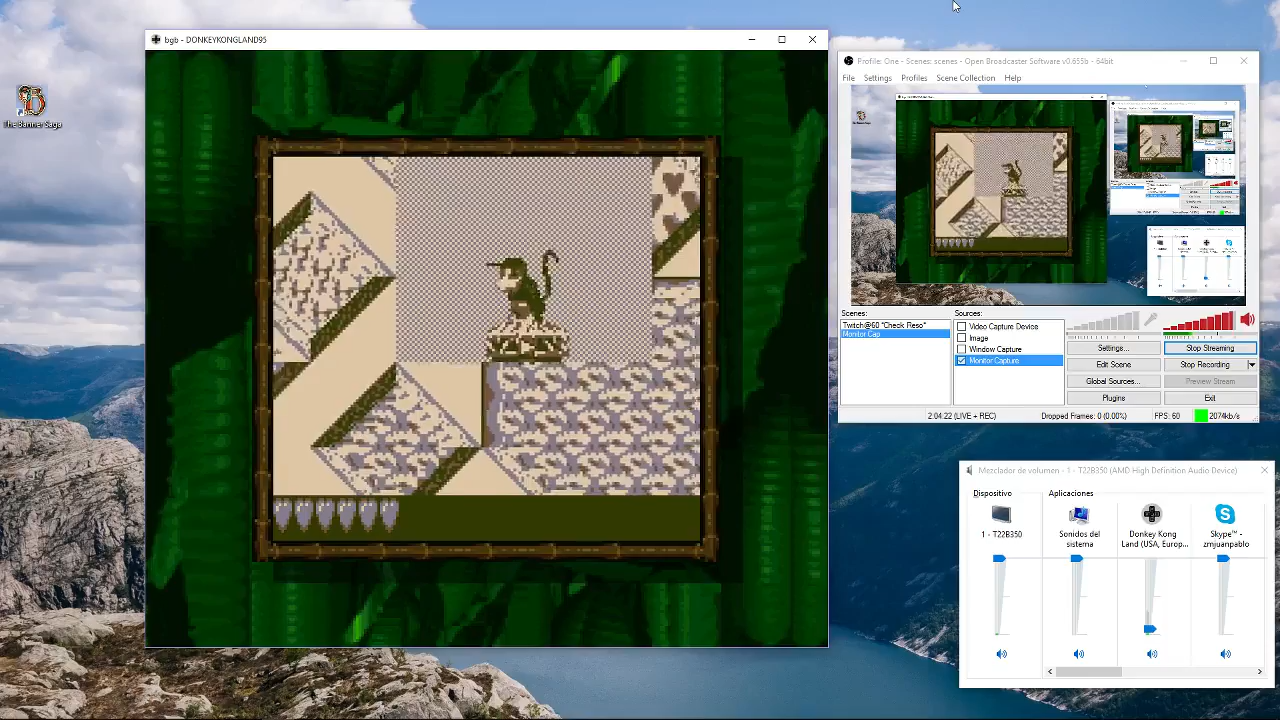 bgb - DONKEYKONGLAND95
The Banner Saga
Profile: One - Scenes: scenes - Open Broadcaster Software v0.655b - 64bit
File Settings Profiles Scene Collection Help
Scenes:
Twitch@60 "Check Reso"
Monitor Cap
Sources:
Video Capture Device
Image
Window Capture
Monitor Capture
Settings...
Stop Streaming
Edit Scene
Stop Recording
Global Sources...
Preview Stream
Plugins
Exit
2:04:22 (LIVE + REC)
Dropped Frames: 0 (0.00%)
FPS: 60
2074kb/s
Mezclador de volumen - 1 - T22B350 (AMD High Definition Audio Device)
Dispositivo
Aplicaciones
1 - T22B350
Sonidos del
sistema
Donkey Kong
Land (USA, Europ...
Skype™ -
zmjuanpablo